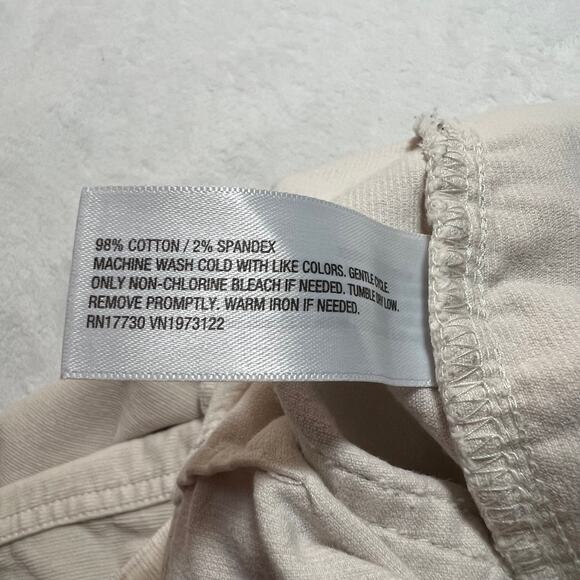 98% COTTON / 2% SPANDEX
MACHINE WASH COLD WITH LIKE COLORS. GENTLE CYCLE.
ONLY NON-CHLORINE BLEACH IF NEEDED. TUMBLE DRY LOW.
REMOVE PROMPTLY. WARM IRON IF NEEDED.
RN17730 VN1973122